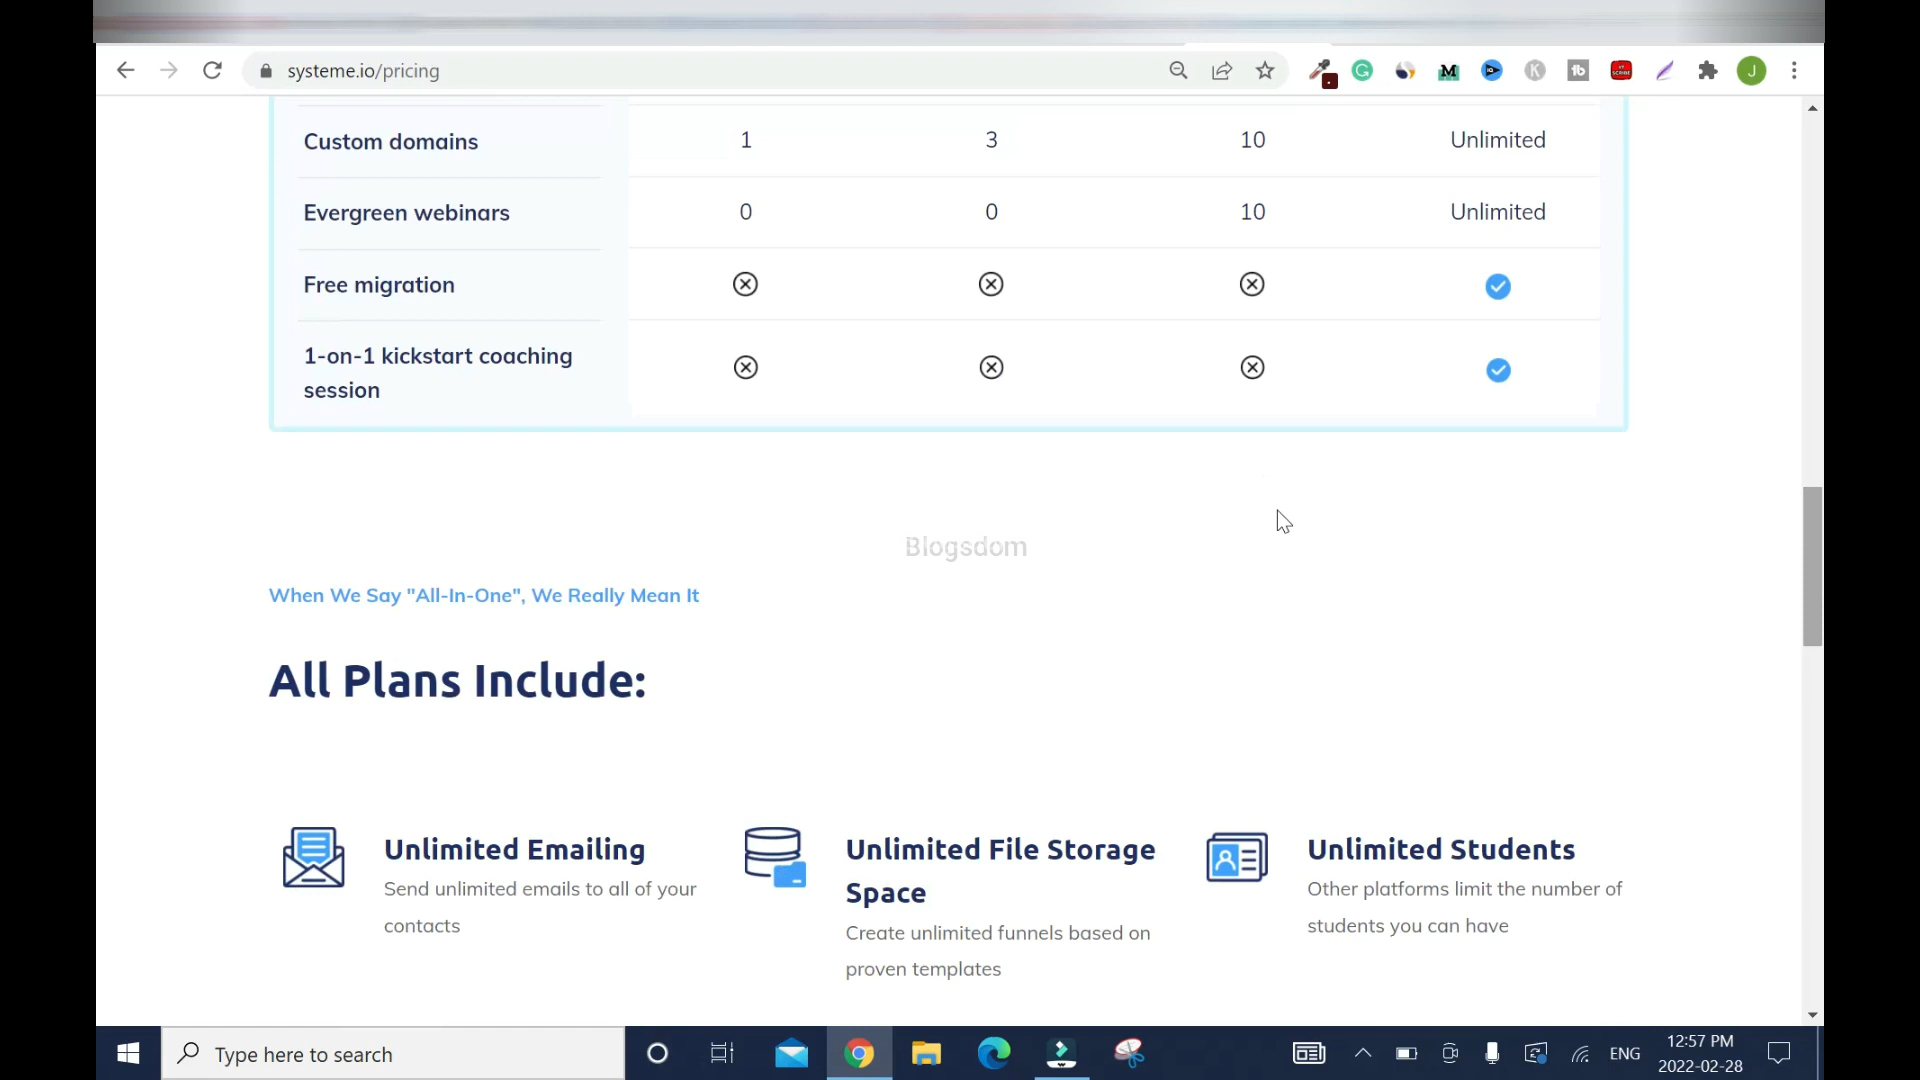 systeme.io/pricing
Custom domains 1 3 10 Unlimited
Evergreen webinars 0 0 10 Unlimited
Free migration
1-on-1 kickstart coaching
session
Blogsdom
When We Say "All-In-One", We Really Mean It
All Plans Include:
Unlimited Emailing
Send unlimited emails to all of your
contacts
Unlimited File Storage
Space
Create unlimited funnels based on
proven templates
Unlimited Students
Other platforms limit the number of
students you can have
Type here to search
ENG
12:57 PM
2022-02-28